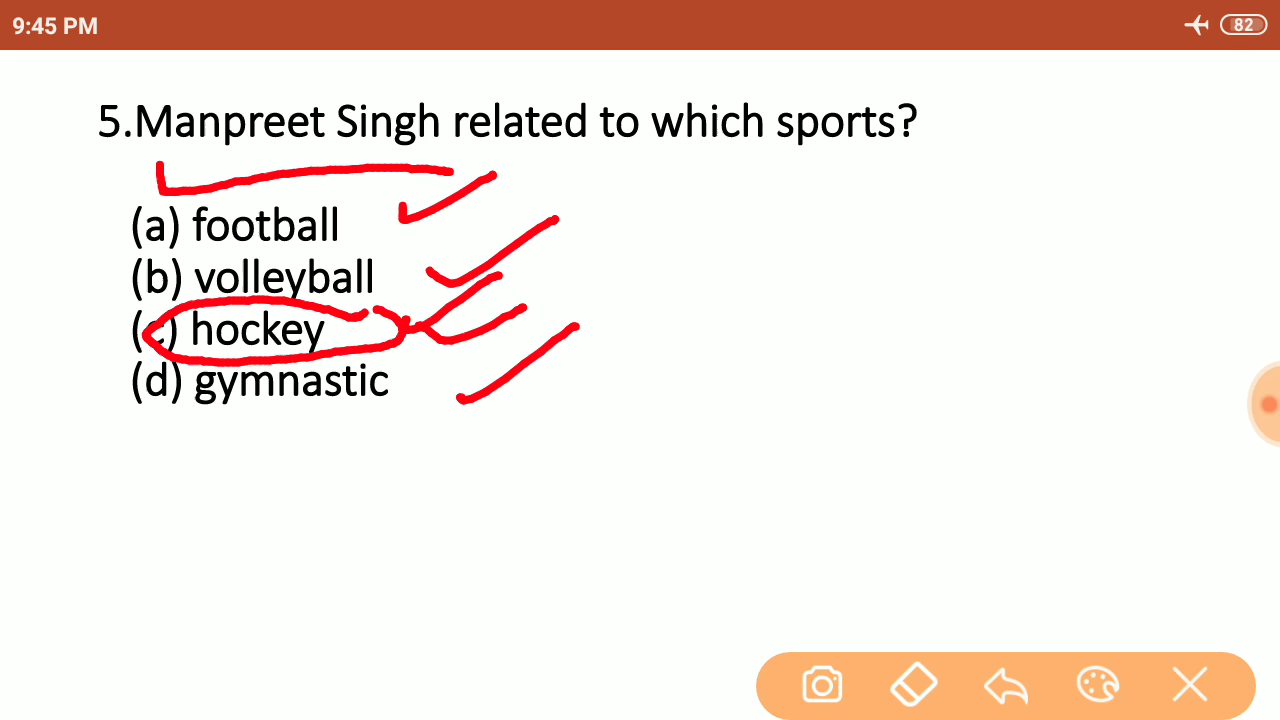 9:45 PM
82
5.Manpreet Singh related to which sports?
(a) football
(b) volleyball
(c) hockey
(d) gymnastic